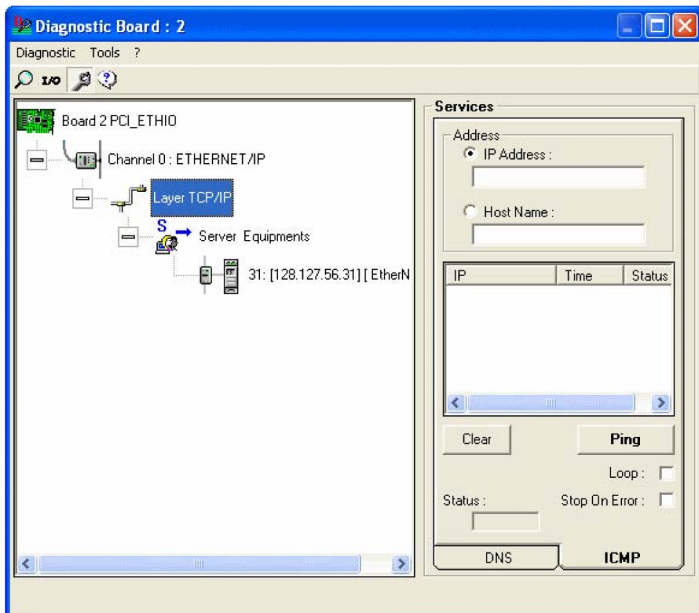 Diagnostic Board : 2
Diagnostic Tools ?
I/O
Board 2 PCI_ETHIO
Channel 0 : ETHERNET/IP
Layer TCP/IP
S
Server Equipments
31: [128.127.56.31] [ EtherN
Services
Address
IP Address :
Host Name :
IP Time Status
Clear Ping
Loop :
Status : Stop On Error :
DNS ICMP